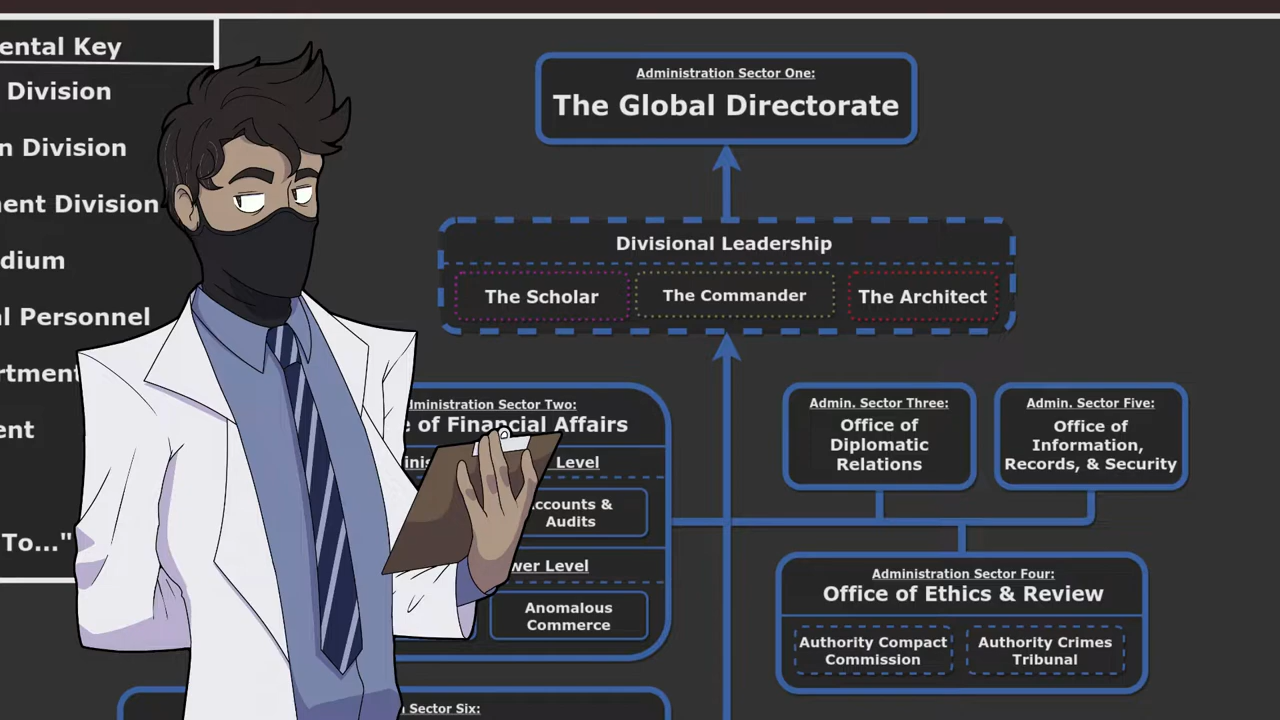 ental Key
Division
n Division
ent Division
dium
l Personnel
rtment
ent
To..."
Administration Sector One:
The Global Directorate
Divisional Leadership
The Scholar
The Commander
The Architect
dministration Sector Two:
e of Financial Affairs
Level
ccounts &
Audits
wer Level
Anomalous
Commerce
Admin. Sector Three:
Office of
Diplomatic
Relations
Admin. Sector Five:
Office of
Information,
Records, & Security
Administration Sector Four:
Office of Ethics & Review
Authority Compact
Commission
Authority Crimes
Tribunal
Sector Six: